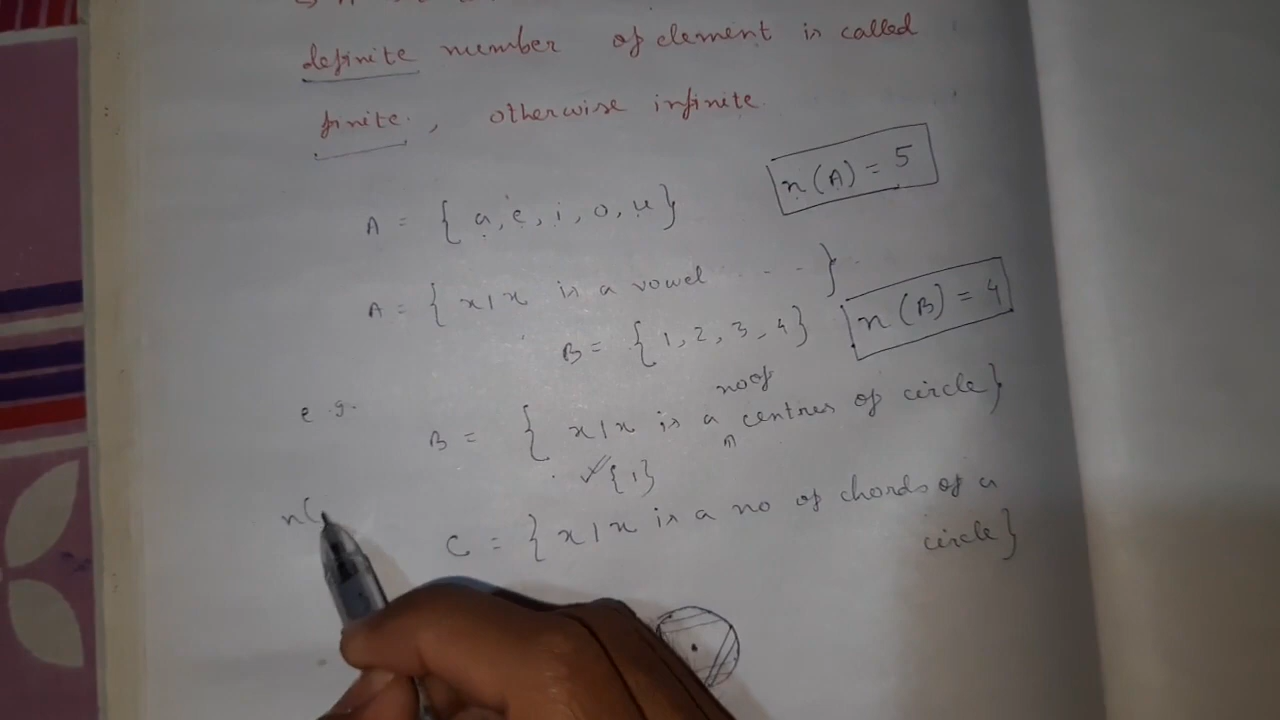 definite number of element is called
finite. , otherwise infinite.
A = { a, e, i, o, u }
n (A) = 5
A = { x | x is a vowel - - - }
B = { 1, 2, 3, 4 }
n (B) = 4
e.g.
no of
B = { x | x is a centres of circle }
✓ { 1 }
n(
C = { x | x is a no of chords of a
circle }